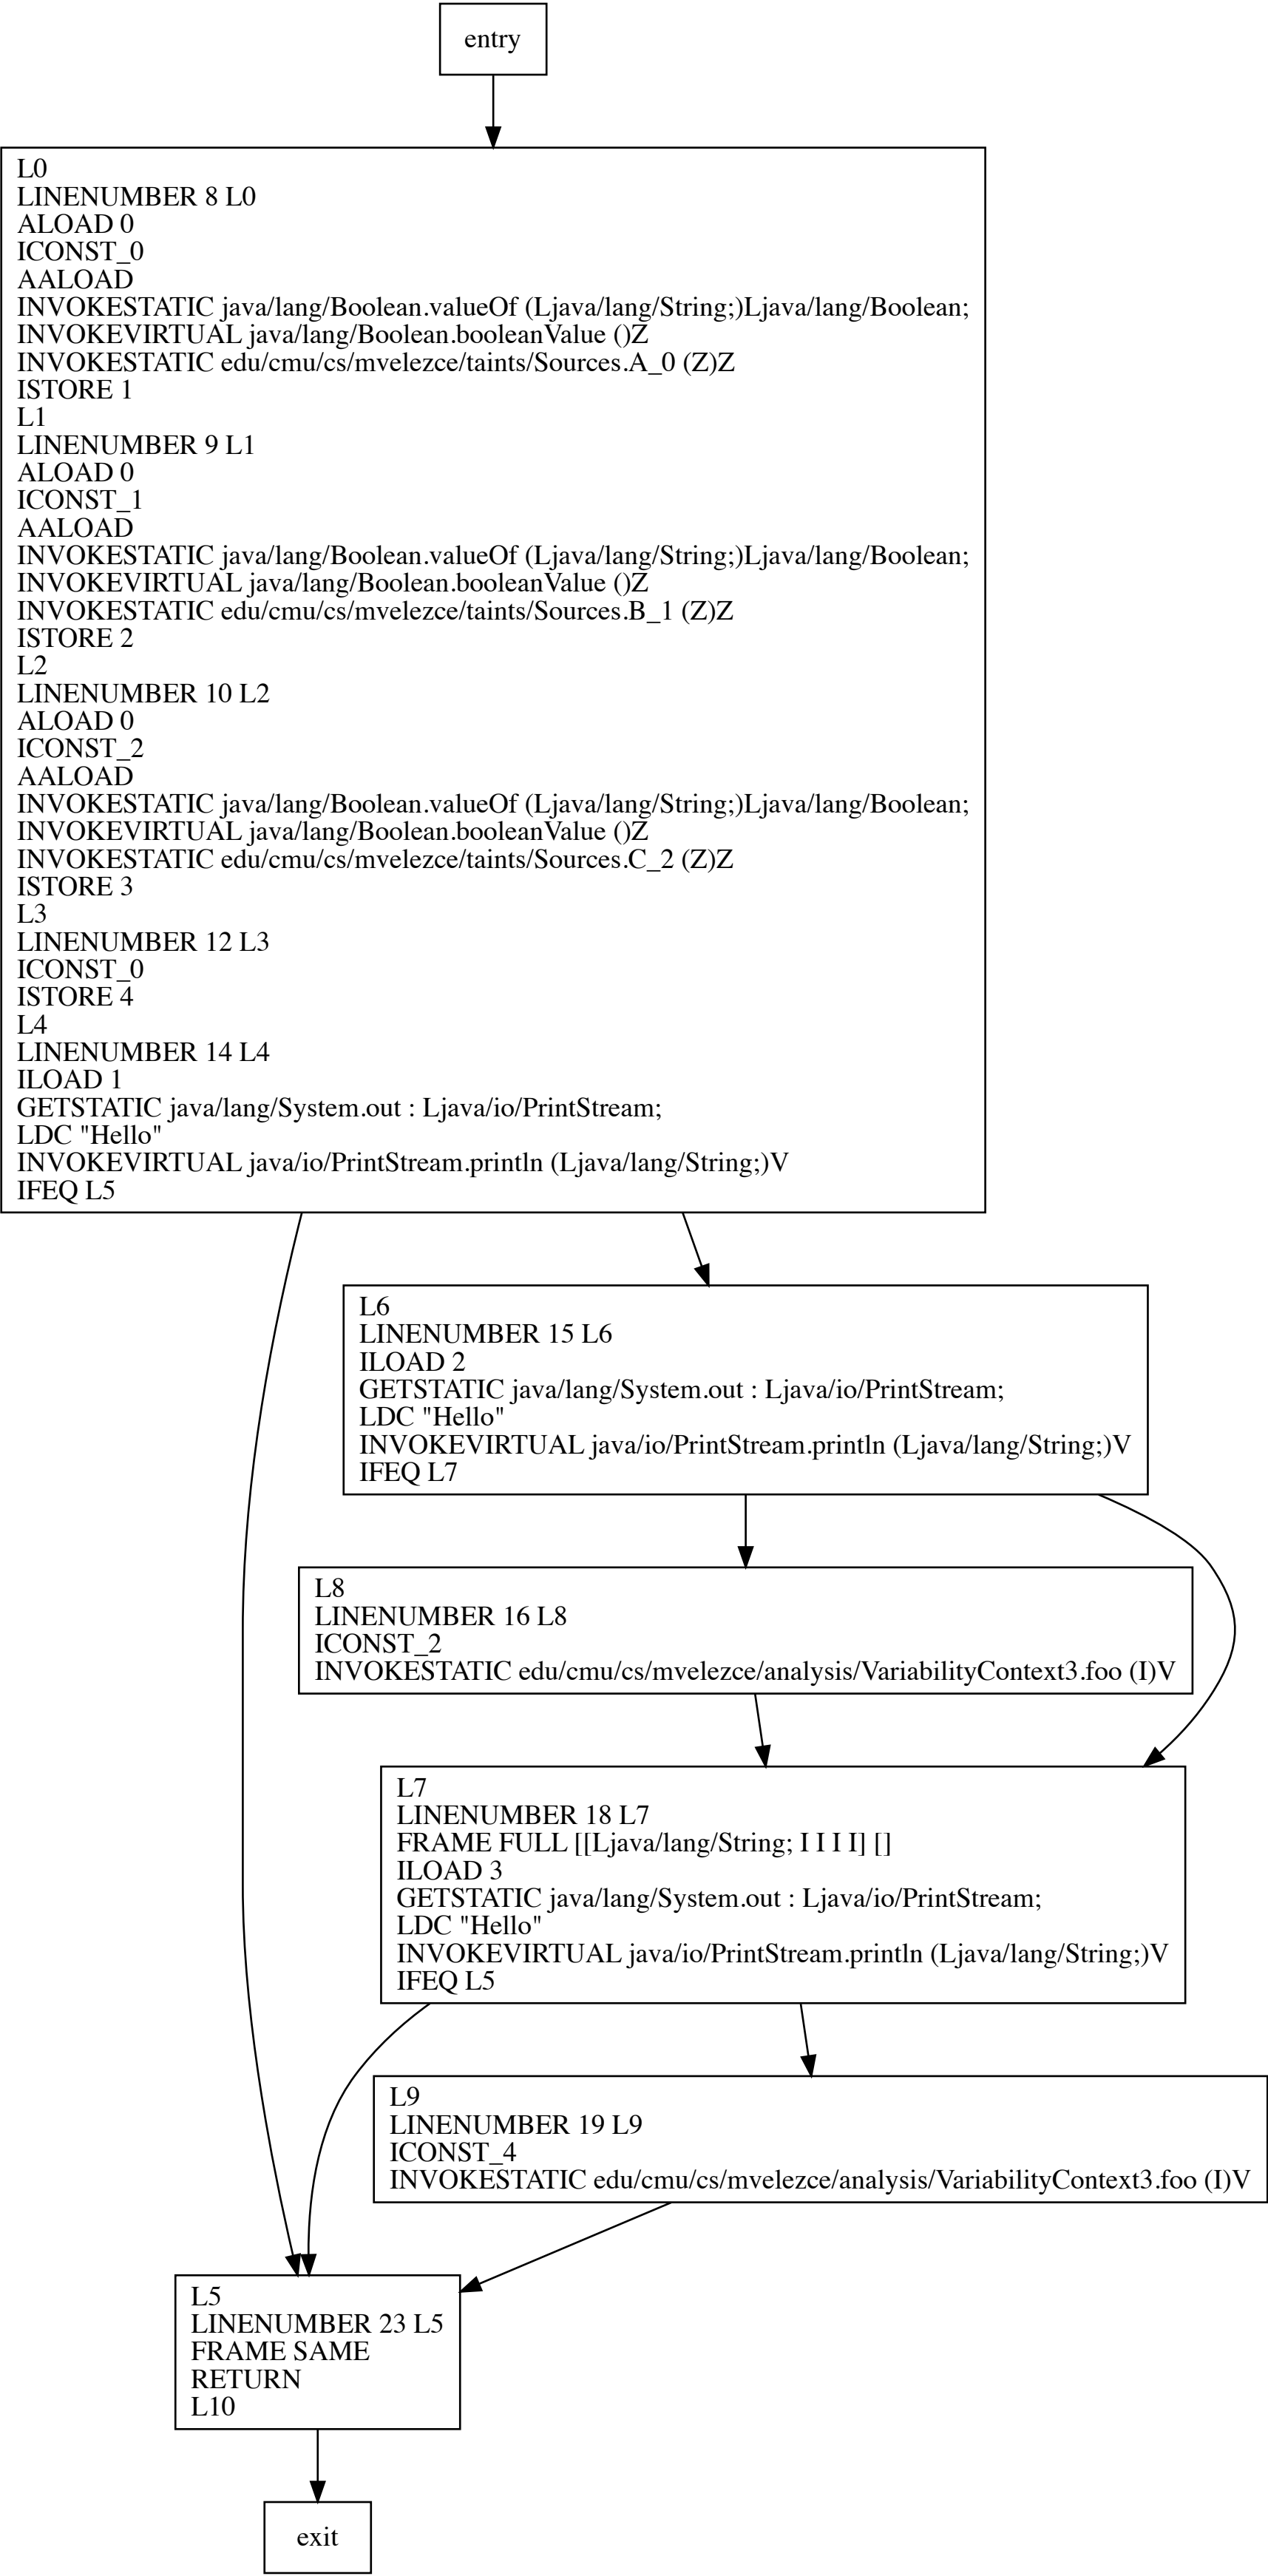 entry
L0
LINENUMBER 8 L0
ALOAD 0
ICONST_0
AALOAD
INVOKESTATIC java/lang/Boolean.valueOf (Ljava/lang/String;)Ljava/lang/Boolean;
INVOKEVIRTUAL java/lang/Boolean.booleanValue ()Z
INVOKESTATIC edu/cmu/cs/mvelezce/taints/Sources.A_0 (Z)Z
ISTORE 1
L1
LINENUMBER 9 L1
ALOAD 0
ICONST_1
AALOAD
INVOKESTATIC java/lang/Boolean.valueOf (Ljava/lang/String;)Ljava/lang/Boolean;
INVOKEVIRTUAL java/lang/Boolean.booleanValue ()Z
INVOKESTATIC edu/cmu/cs/mvelezce/taints/Sources.B_1 (Z)Z
ISTORE 2
L2
LINENUMBER 10 L2
ALOAD 0
ICONST_2
AALOAD
INVOKESTATIC java/lang/Boolean.valueOf (Ljava/lang/String;)Ljava/lang/Boolean;
INVOKEVIRTUAL java/lang/Boolean.booleanValue ()Z
INVOKESTATIC edu/cmu/cs/mvelezce/taints/Sources.C_2 (Z)Z
ISTORE 3
L3
LINENUMBER 12 L3
ICONST_0
ISTORE 4
L4
LINENUMBER 14 L4
ILOAD 1
GETSTATIC java/lang/System.out : Ljava/io/PrintStream;
LDC "Hello"
INVOKEVIRTUAL java/io/PrintStream.println (Ljava/lang/String;)V
IFEQ L5
L6
LINENUMBER 15 L6
ILOAD 2
GETSTATIC java/lang/System.out : Ljava/io/PrintStream;
LDC "Hello"
INVOKEVIRTUAL java/io/PrintStream.println (Ljava/lang/String;)V
IFEQ L7
L8
LINENUMBER 16 L8
ICONST_2
INVOKESTATIC edu/cmu/cs/mvelezce/analysis/VariabilityContext3.foo (I)V
L7
LINENUMBER 18 L7
FRAME FULL [[Ljava/lang/String; I I I I] []
ILOAD 3
GETSTATIC java/lang/System.out : Ljava/io/PrintStream;
LDC "Hello"
INVOKEVIRTUAL java/io/PrintStream.println (Ljava/lang/String;)V
IFEQ L5
L9
LINENUMBER 19 L9
ICONST_4
INVOKESTATIC edu/cmu/cs/mvelezce/analysis/VariabilityContext3.foo (I)V
L5
LINENUMBER 23 L5
FRAME SAME
RETURN
L10
exit